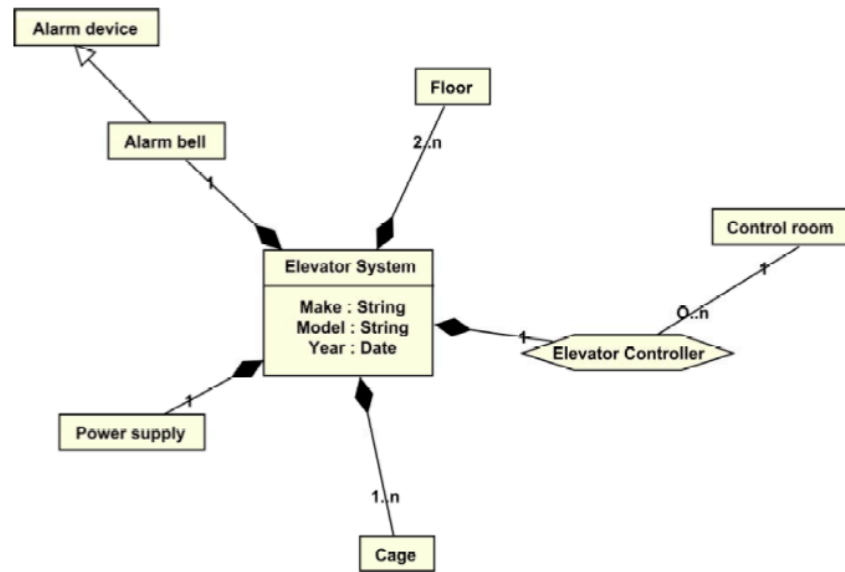 Alarm device
Floor
Alarm bell
2..n
1
Control room
Elevator System
1
Make : String
O..n
Model : String
1
Year : Date
Elevator Controller
1
Power supply
1..n
Cage